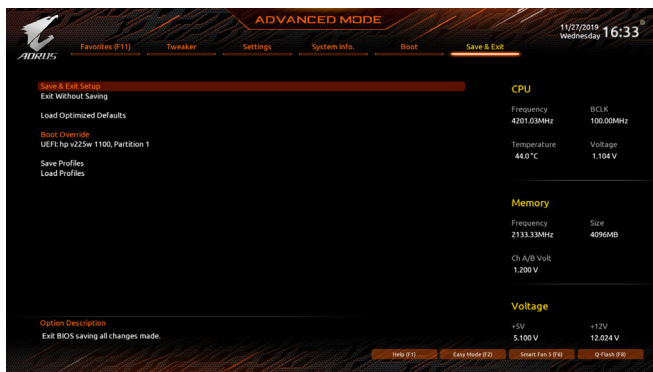 ADVANCED MODE
11/27/2019
Wednesday
16:33
AORUS
Favorites (F11)
Tweaker
Settings
System Info.
Boot
Save & Exit
Save & Exit Setup
Exit Without Saving
Load Optimized Defaults
Boot Override
UEFI: hp v225w 1100, Partition 1
Save Profiles
Load Profiles
CPU
Frequency BCLK
4201.03MHz 100.00MHz
Temperature Voltage
44.0 °C 1.104 V
Memory
Frequency Size
2133.33MHz 4096MB
Ch A/B Volt
1.200 V
Voltage
+5V +12V
5.100 V 12.024 V
Option Description
Exit BIOS saving all changes made.
Help (F1)
Easy Mode (F2)
Smart Fan 5 (F6)
Q-Flash (F8)